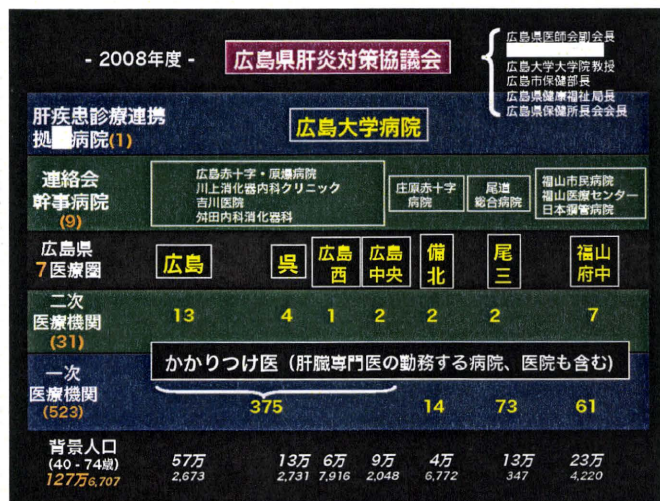 - 2008年度 -
広島県肝炎対策協議会
広島県医師会副会長
広島大学大学院教授
広島市保健部長
広島県健康福祉局長
広島県保健所長会会長
肝疾患診療連携
拠 病院(1)
広島大学病院
連絡会
幹事病院
(9)
広島赤十字・原爆病院
川上消化器内科クリニック
吉川医院
舛田内科消化器科
庄原赤十字
病院
尾道
総合病院
福山市民病院
福山医療センター
日本鋼管病院
広島県
7医療圏
広島
呉
広島
西
広島
中央
備
北
尾
三
福山
府中
二次
医療機関
(31)
13 4 1 2 2 2 7
かかりつけ医（肝臓専門医の勤務する病院、医院も含む)
一次
医療機関
(523)
375 14 73 61
背景人口
(40 - 74歳)
127万6,707
57万 13万 6万 9万 4万 13万 23万
2,673 2,731 7,916 2,048 6,772 347 4,220